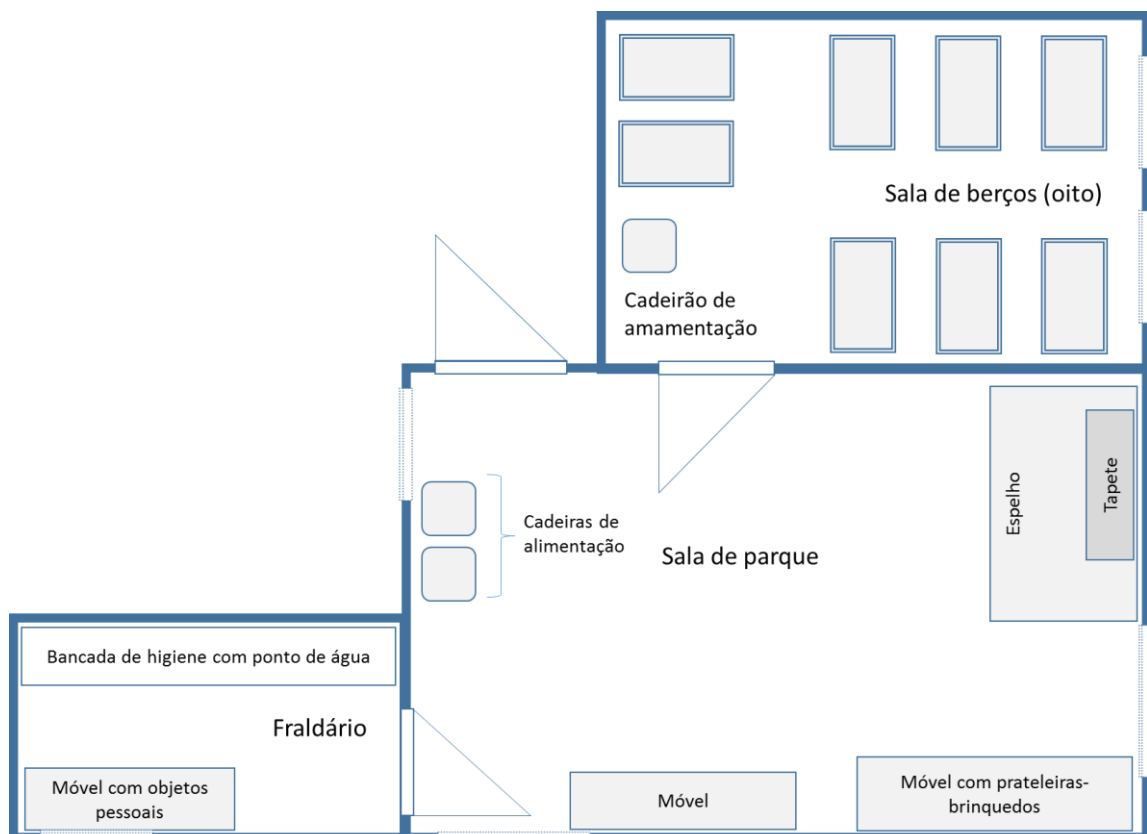 Sala de berços (oito)
Cadeirão de
amamentação
Cadeiras de
alimentação
Sala de parque
Espelho
Tapete
Bancada de higiene com ponto de água
Fraldário
Móvel com objetos
pessoais
Móvel
Móvel com prateleiras-
brinquedos